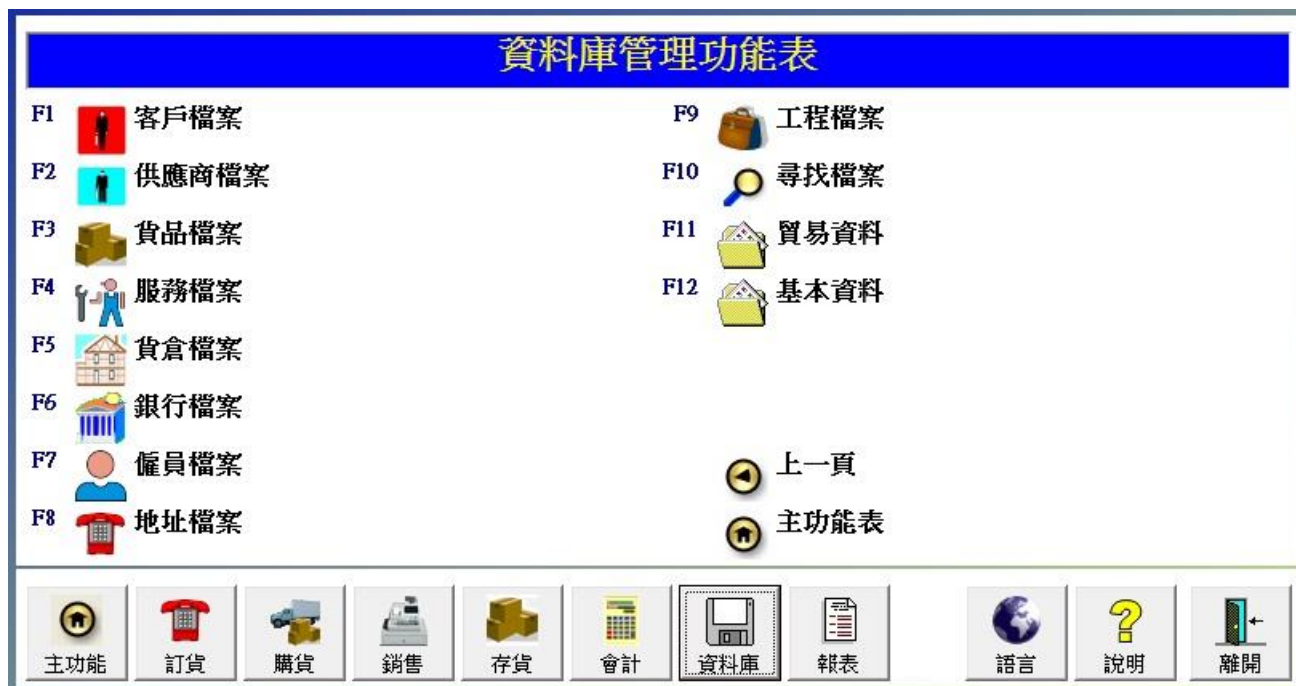 資料庫管理功能表
F1 客戶檔案
F2 供應商檔案
F3 貨品檔案
F4 服務檔案
F5 貨倉檔案
F6 銀行檔案
F7 僱員檔案
F8 地址檔案
F9 工程檔案
F10 尋找檔案
F11 貿易資料
F12 基本資料
上一頁
主功能表
主功能 訂貨 購貨 銷售 存貨 會計 資料庫 報表 語言 說明 離開